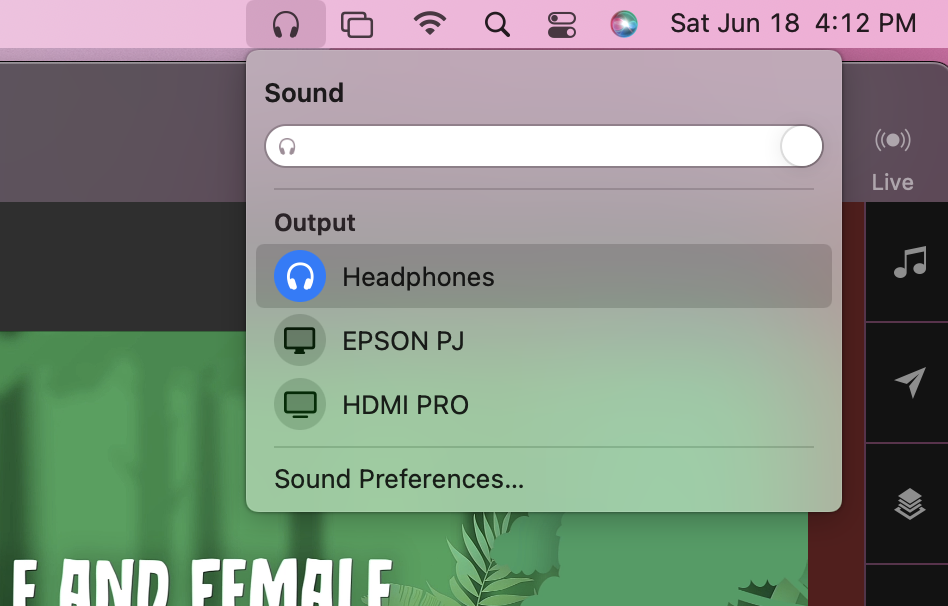 Sat Jun 18 4:12 PM
Sound
Live
Output
Headphones
EPSON PJ
HDMI PRO
Sound Preferences...
AND FEMALE